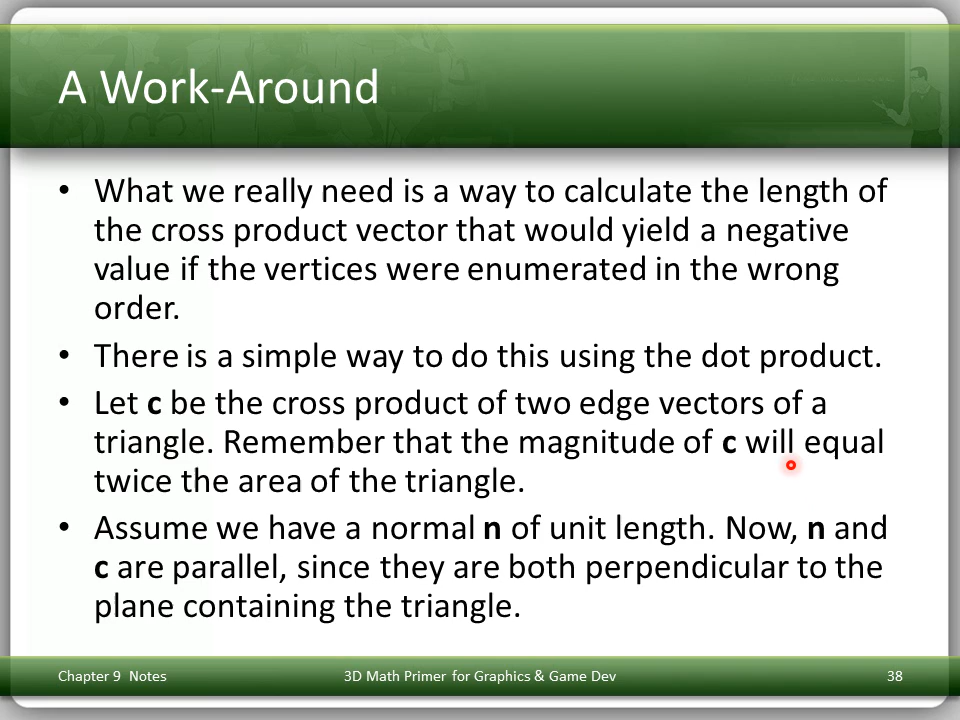 A Work-Around
• What we really need is a way to calculate the length of
the cross product vector that would yield a negative
value if the vertices were enumerated in the wrong
order.
• There is a simple way to do this using the dot product.
• Let c be the cross product of two edge vectors of a
triangle. Remember that the magnitude of c will equal
twice the area of the triangle.
• Assume we have a normal n of unit length. Now, n and
c are parallel, since they are both perpendicular to the
plane containing the triangle.
Chapter 9 Notes 3D Math Primer for Graphics & Game Dev 38